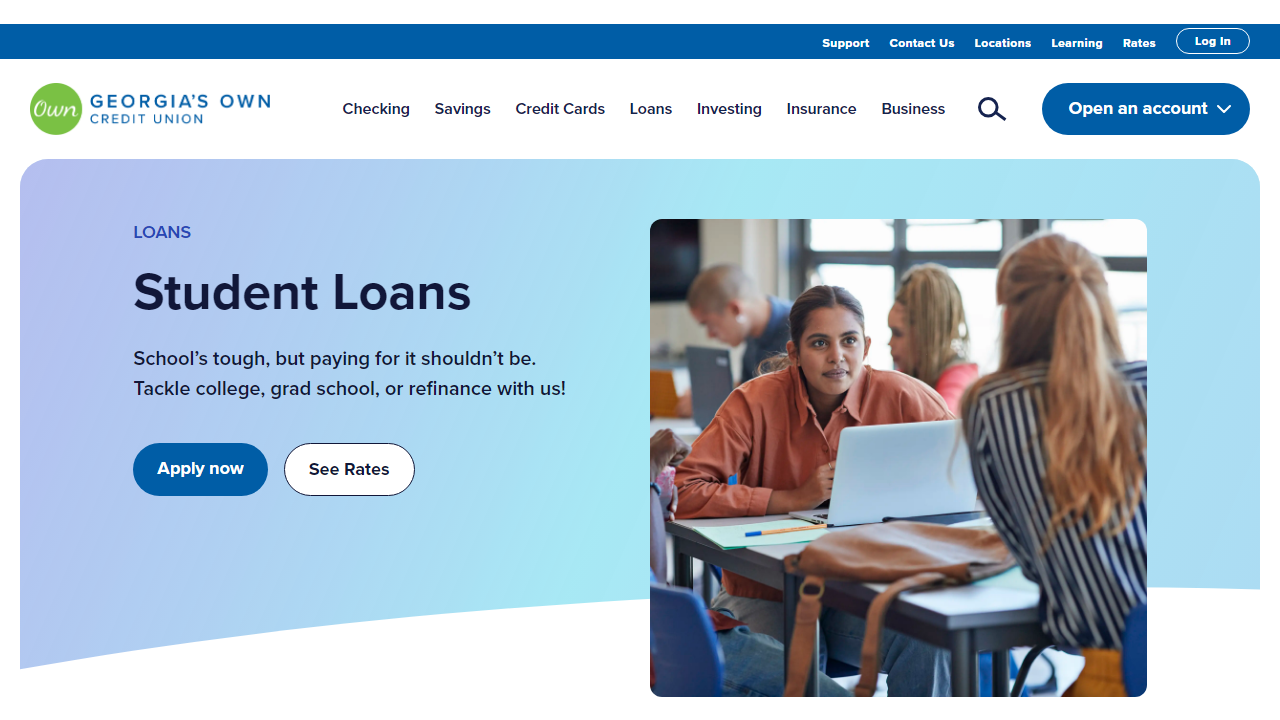 Support Contact Us Locations Learning Rates Log In
Own GEORGIA'S OWN
CREDIT UNION
Checking Savings Credit Cards Loans Investing Insurance Business Open an account
LOANS
Student Loans
School’s tough, but paying for it shouldn’t be.
Tackle college, grad school, or refinance with us!
Apply now See Rates